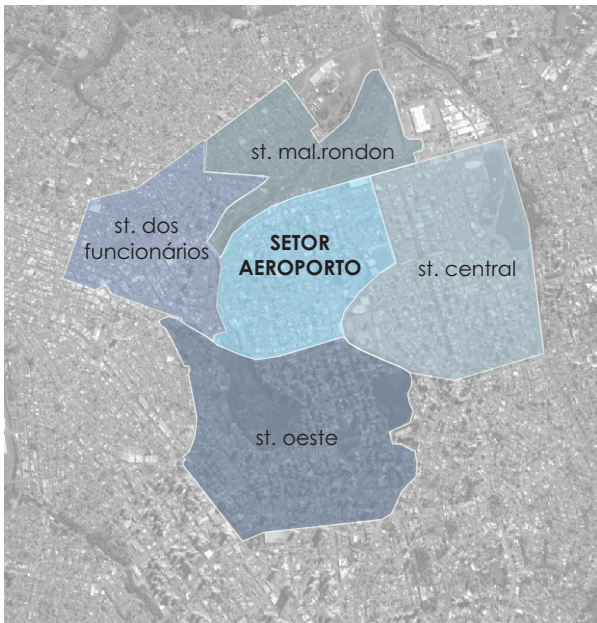 st. mal.rondon
st. dos
funcionários
SETOR
AEROPORTO
st. central
st. oeste